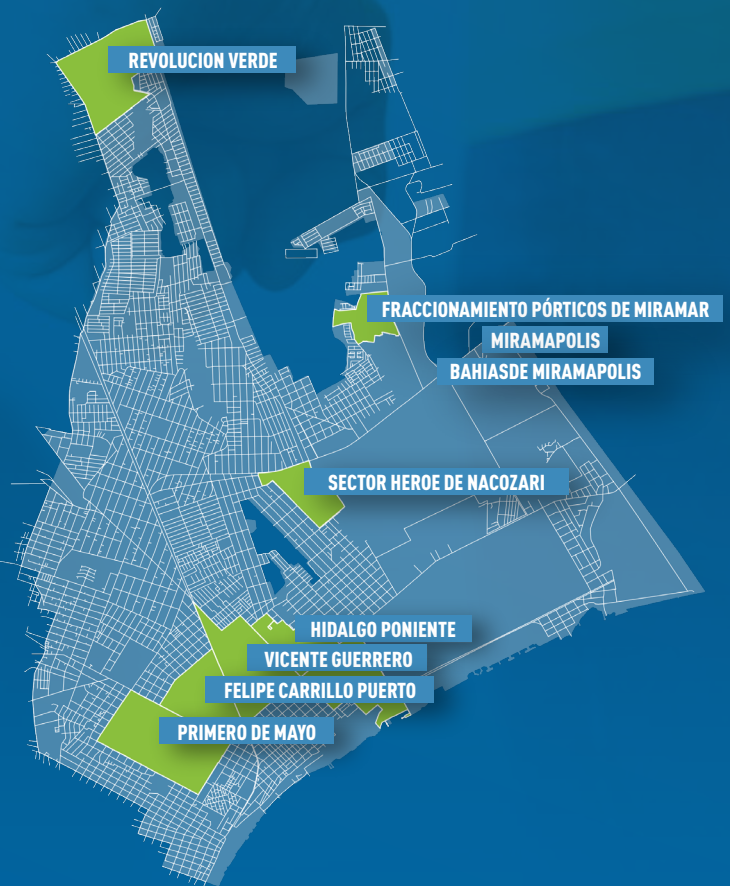 REVOLUCION VERDE
FRACCIONAMIENTO PÓRTICOS DE MIRAMAR
MIRAMAPOLIS
BAHIASDE MIRAMAPOLIS
SECTOR HEROE DE NACOZARI
HIDALGO PONIENTE
VICENTE GUERRERO
FELIPE CARRILLO PUERTO
PRIMERO DE MAYO